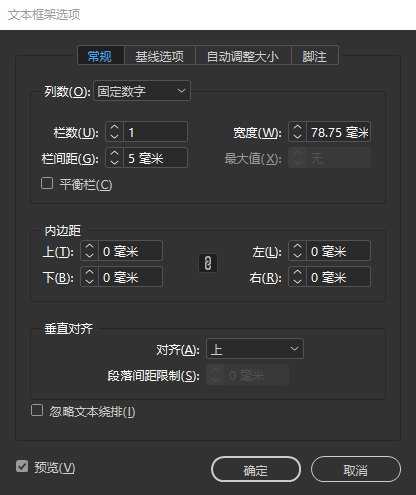 文本框架选项
常规 基线选项 自动调整大小 脚注
列数(O): 固定数字
栏数(U): 1 宽度(W): 78.75 毫米
栏间距(G): 5 毫米 最大值(X): 无
平衡栏(C)
内边距
上(T): 0 毫米 左(L): 0 毫米
下(B): 0 毫米 右(R): 0 毫米
垂直对齐
对齐(A): 上
段落间距限制(S): 0 毫米
忽略文本绕排(I)
预览(V) 确定 取消